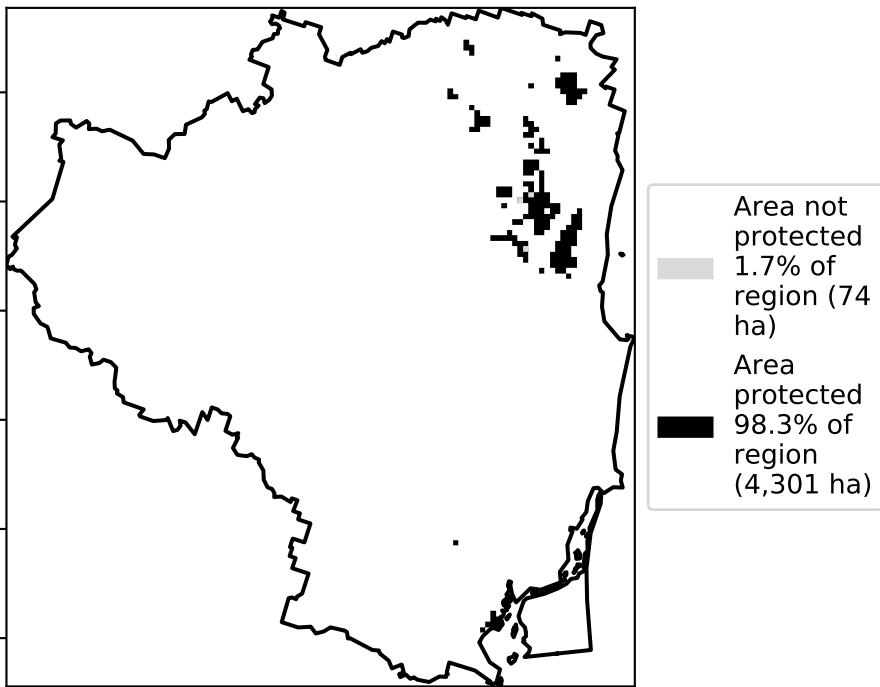 Area not
protected
1.7% of
region (74
ha)
Area
protected
98.3% of
region
(4,301 ha)